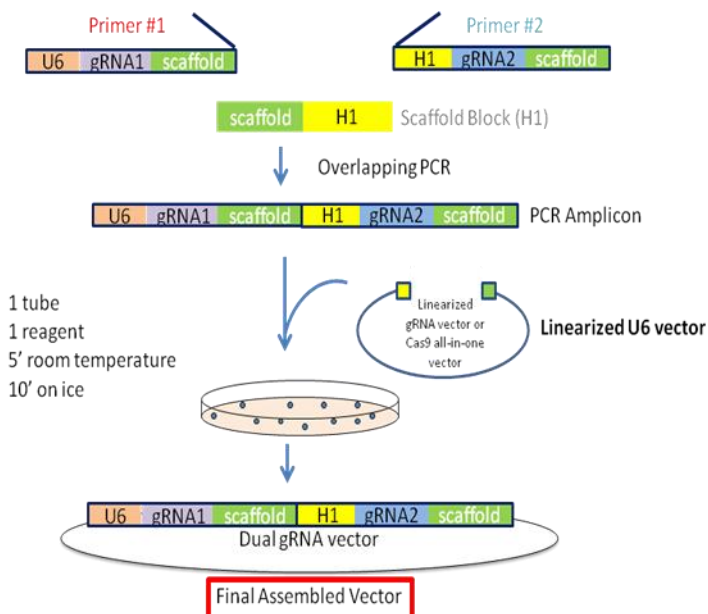 Primer #1
Primer #2
U6 gRNA1 scaffold
H1 gRNA2 scaffold
scaffold H1
Scaffold Block (H1)
Overlapping PCR
U6 gRNA1 scaffold H1 gRNA2 scaffold
PCR Amplicon
1 tube
1 reagent
5′ room temperature
10′ on ice
Linearized
gRNA vector or
Cas9 all-in-one
vector
Linearized U6 vector
U6 gRNA1 scaffold H1 gRNA2 scaffold
Dual gRNA vector
Final Assembled Vector